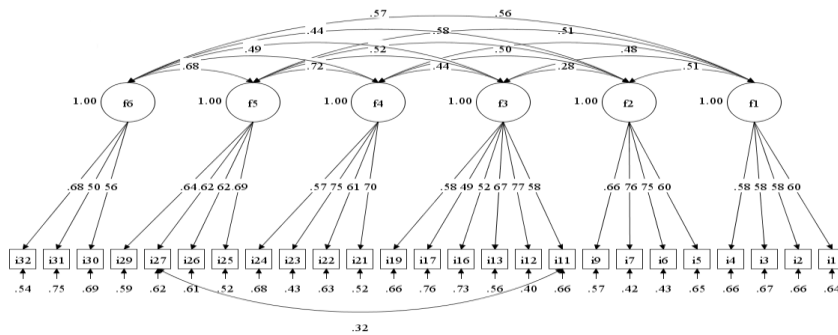 .57 .56
.44 .58 .51
.49 .52 .50 .48
.68 .72 .44 .28 .51
1.00 f6 1.00 f5 1.00 f4 1.00 f3 1.00 f2 1.00 f1
.68 50 56 .64 62 62 69 .57 75 61 70 .58 49 52 67 77 58 .66 76 75 60 .58 58 58 60
i32 i31 i30 i29 i27 i26 i25 i24 i23 i22 i21 i19 i17 i16 i13 i12 i11 i9 i7 i6 i5 i4 i3 i2 i1
.54 .75 .69 .59 .62 .61 .52 .68 .43 .63 .52 .66 .76 .73 .56 .40 .66 .57 .42 .43 .65 .66 .67 .66 .64
.32